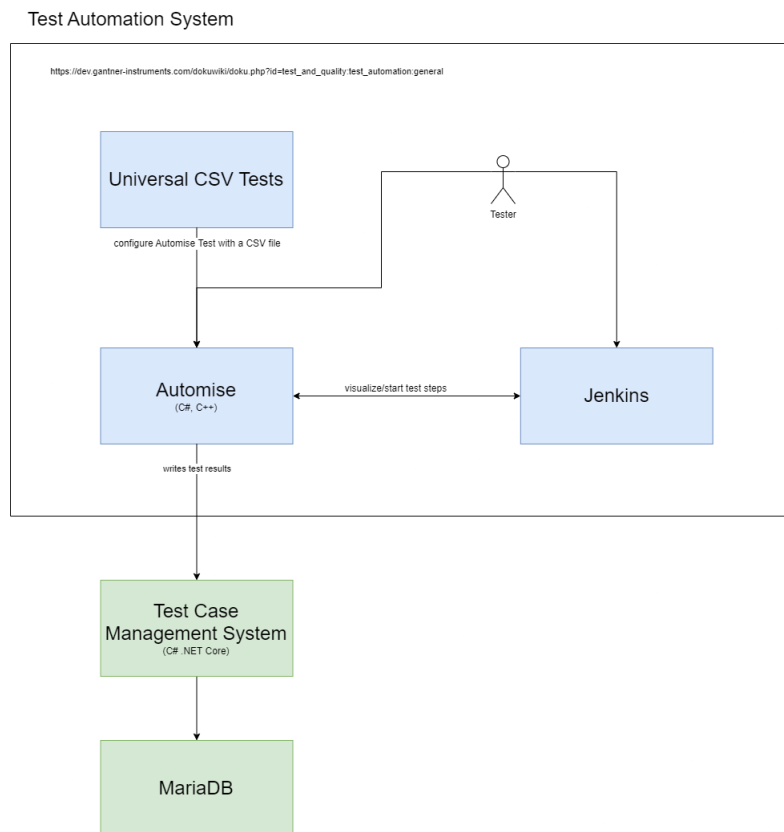 Test Automation System
https://dev.gantner-instruments.com/dokuwiki/doku.php?id=test_and_quality:test_automation:general
Universal CSV Tests
Tester
configure Automise Test with a CSV file
Automise
(C#, C++)
visualize/start test steps
Jenkins
writes test results
Test Case
Management System
(C# .NET Core)
MariaDB